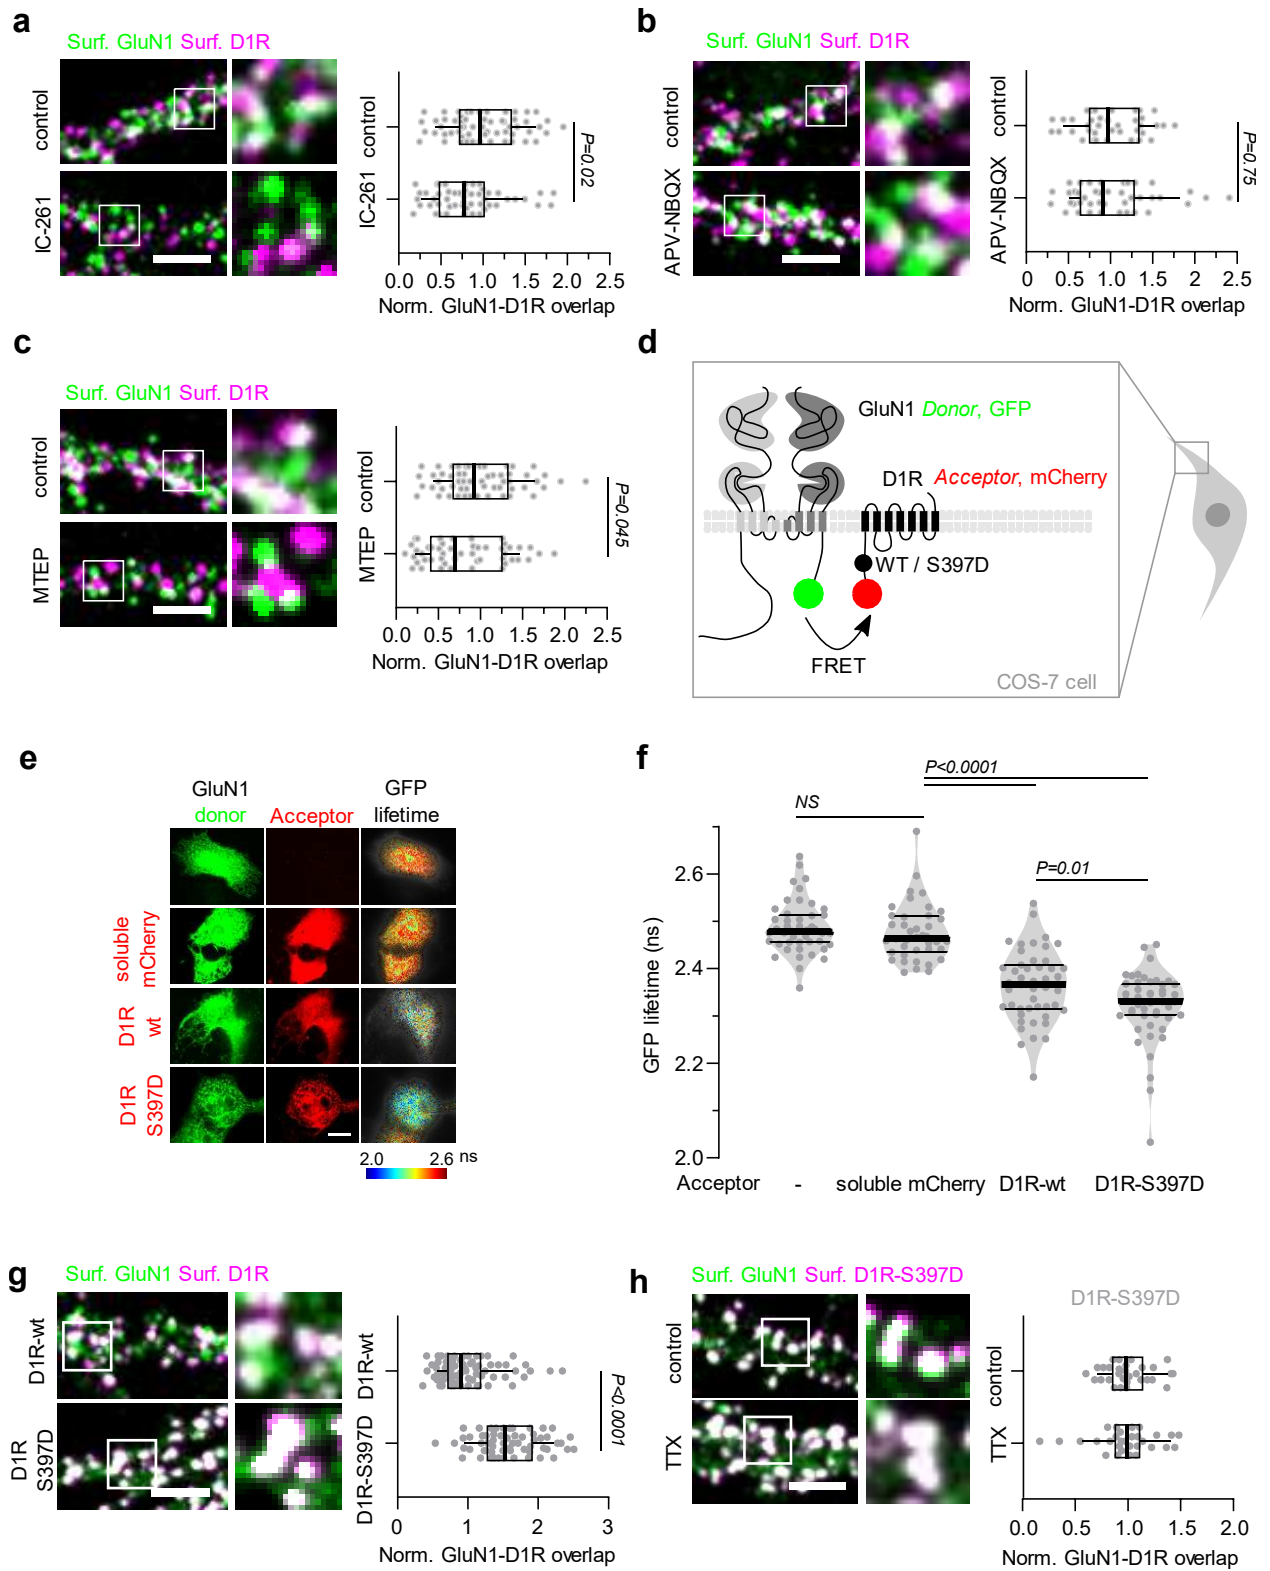 a
Surf. GluN1 Surf. D1R
control
IC-261
control
IC-261
P=0.02
0.0 0.5 1.0 1.5 2.0 2.5
Norm. GluN1-D1R overlap
b
Surf. GluN1 Surf. D1R
control
APV-NBQX
control
APV-NBQX
P=0.75
0 0.5 1.0 1.5 2 2.5
Norm. GluN1-D1R overlap
c
Surf. GluN1 Surf. D1R
control
MTEP
control
MTEP
P=0.045
0.0 0.5 1.0 1.5 2.0 2.5
Norm. GluN1-D1R overlap
d
GluN1 Donor, GFP
D1R Acceptor, mCherry
WT / S397D
FRET
COS-7 cell
e
GluN1
donor
Acceptor
GFP
lifetime
soluble
mCherry
D1R
wt
D1R
S397D
2.0 2.6 ns
f
P<0.0001
NS
P=0.01
GFP lifetime (ns)
2.6
2.4
2.2
2.0
Acceptor - soluble mCherry D1R-wt D1R-S397D
g
Surf. GluN1 Surf. D1R
D1R-wt
D1R
S397D
D1R-wt
D1R-S397D
P<0.0001
0 1 2 3
Norm. GluN1-D1R overlap
h
Surf. GluN1 Surf. D1R-S397D
control
TTX
D1R-S397D
control
TTX
0.0 0.5 1.0 1.5 2.0
Norm. GluN1-D1R overlap